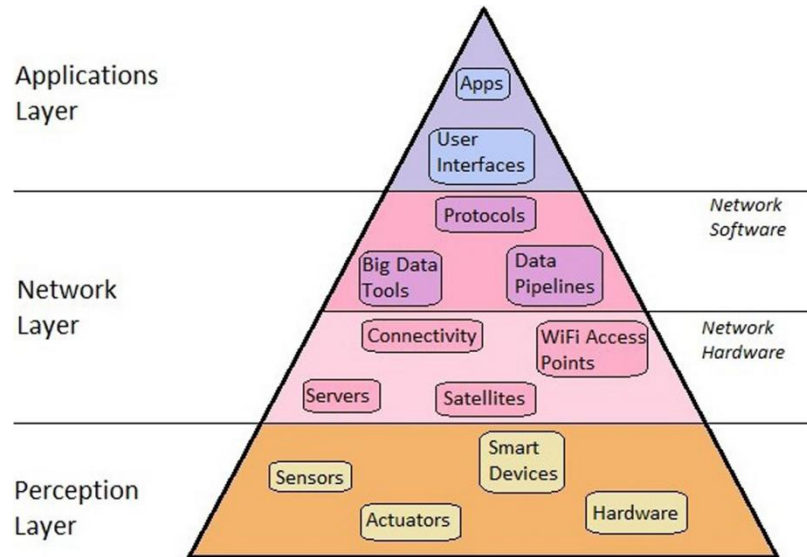 Applications
Layer
Apps
User
Interfaces
Protocols
Network
Software
Big Data
Tools
Data
Pipelines
Network
Layer
Connectivity
WiFi Access
Points
Network
Hardware
Servers
Satellites
Smart
Devices
Sensors
Perception
Layer
Actuators
Hardware